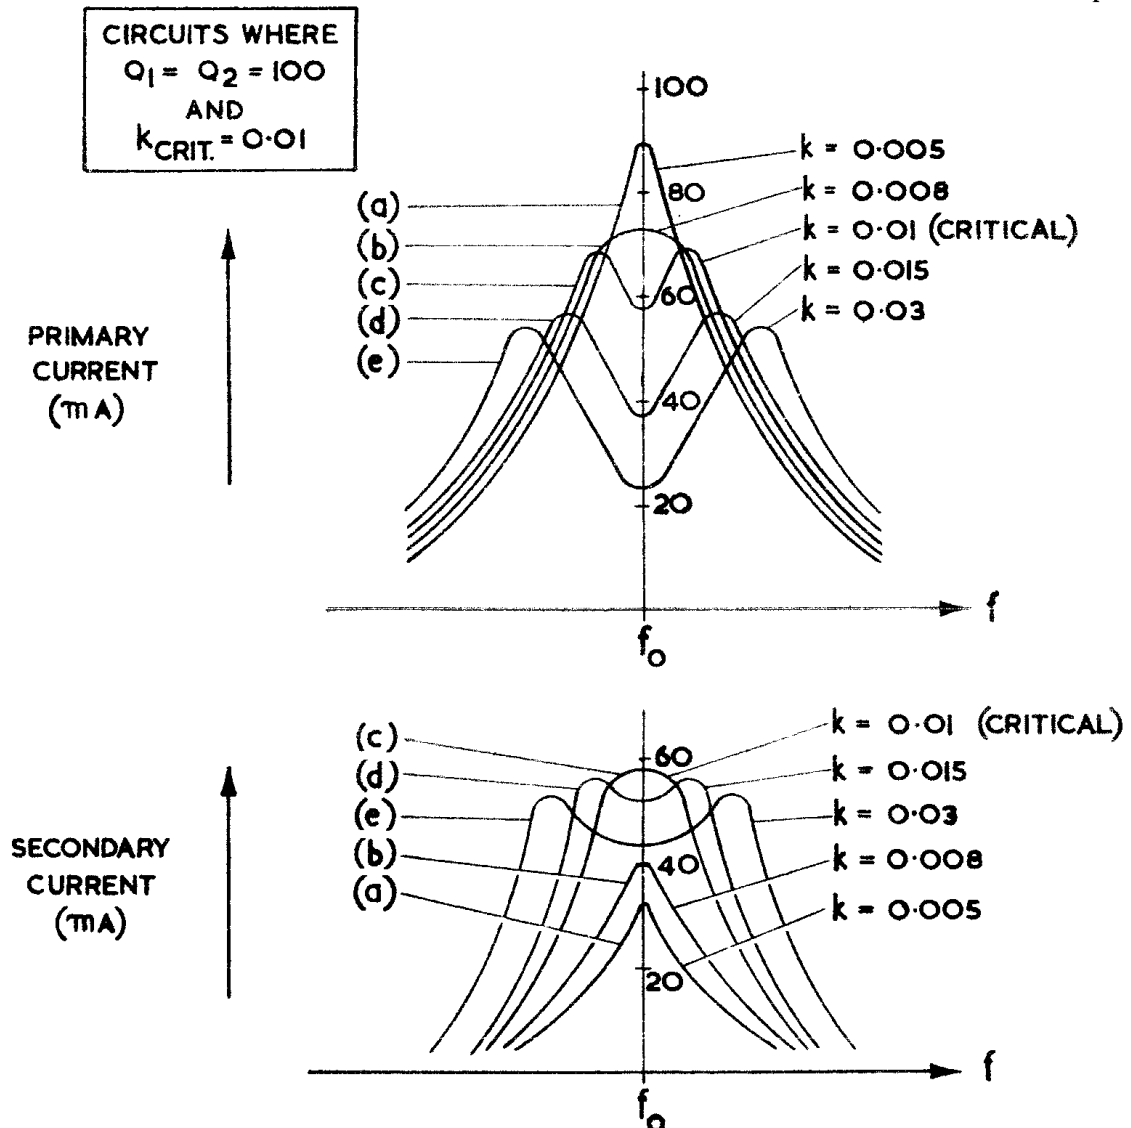 CIRCUITS WHERE
Q1 = Q2 = 100
AND
kCRIT. = 0·01
100
80
60
40
20
k = 0·005
k = 0·008
k = 0·01 (CRITICAL)
k = 0·015
k = 0·03
(a)
(b)
(c)
(d)
(e)
PRIMARY
CURRENT
(mA)
f
fo
(c)
(d)
(e)
(b)
(a)
60
40
20
k = 0·01 (CRITICAL)
k = 0·015
k = 0·03
k = 0·008
k = 0·005
SECONDARY
CURRENT
(mA)
f
fo